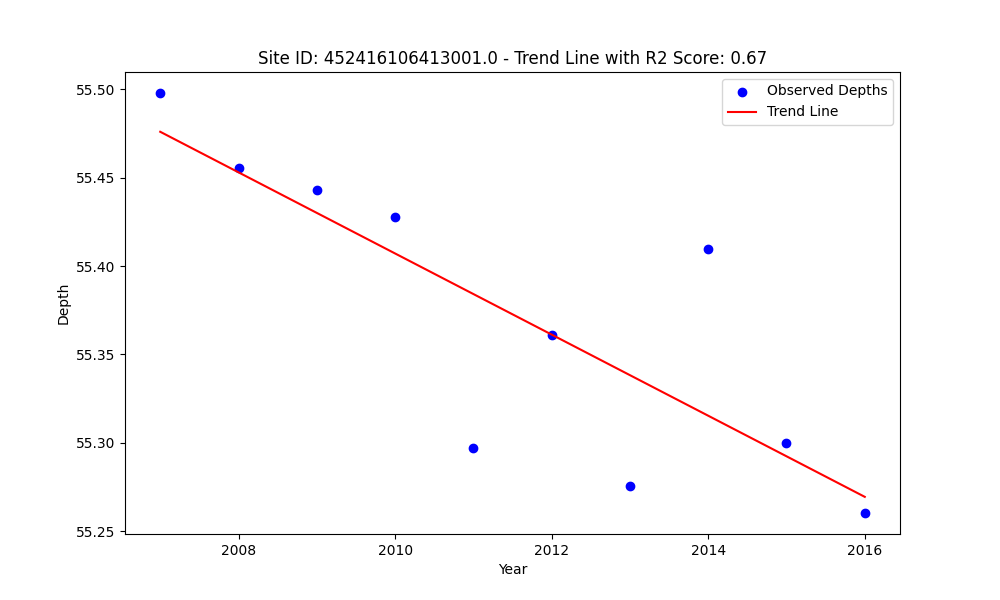 Site ID: 452416106413001.0 - Trend Line with R2 Score: 0.67
Observed Depths
Trend Line
55.50
55.45
55.40
55.35
55.30
55.25
Depth
2008
2010
2012
2014
2016
Year